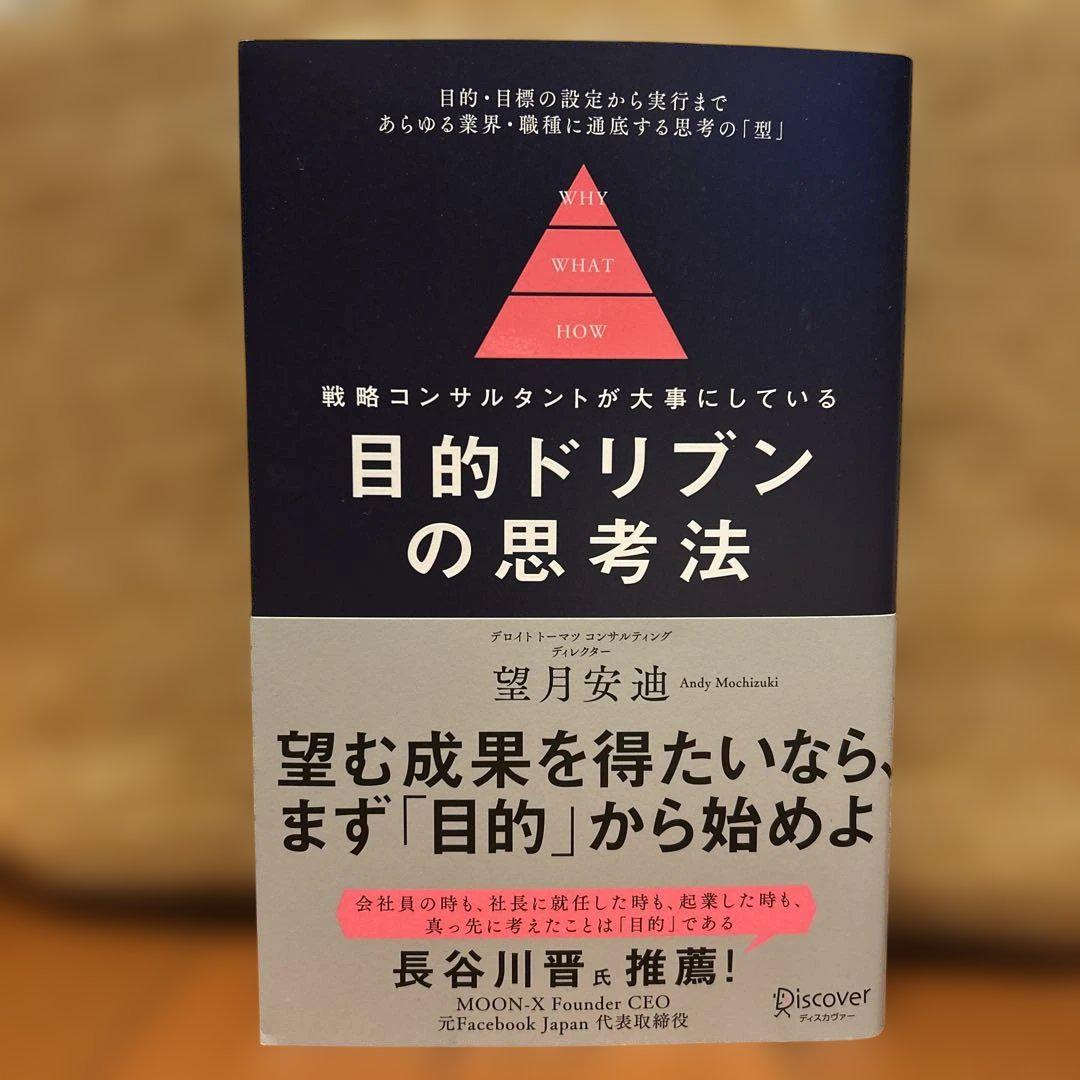 目的・目標の設定から実行まで
あらゆる業界・職種に通底する思考の「型」
WHY
WHAT
HOW
戦略コンサルタントが大事にしている
目的ドリブン
の思考法
デロイト トーマツ コンサルティング
ディレクター
望月安迪 Andy Mochizuki
望む成果を得たいなら、
まず「目的」から始めよ
会社員の時も、社長に就任した時も、起業した時も、
真っ先に考えたことは「目的」である
長谷川晋氏 推薦!
MOON-X Founder CEO
元Facebook Japan 代表取締役
Discover
ディスカヴァー